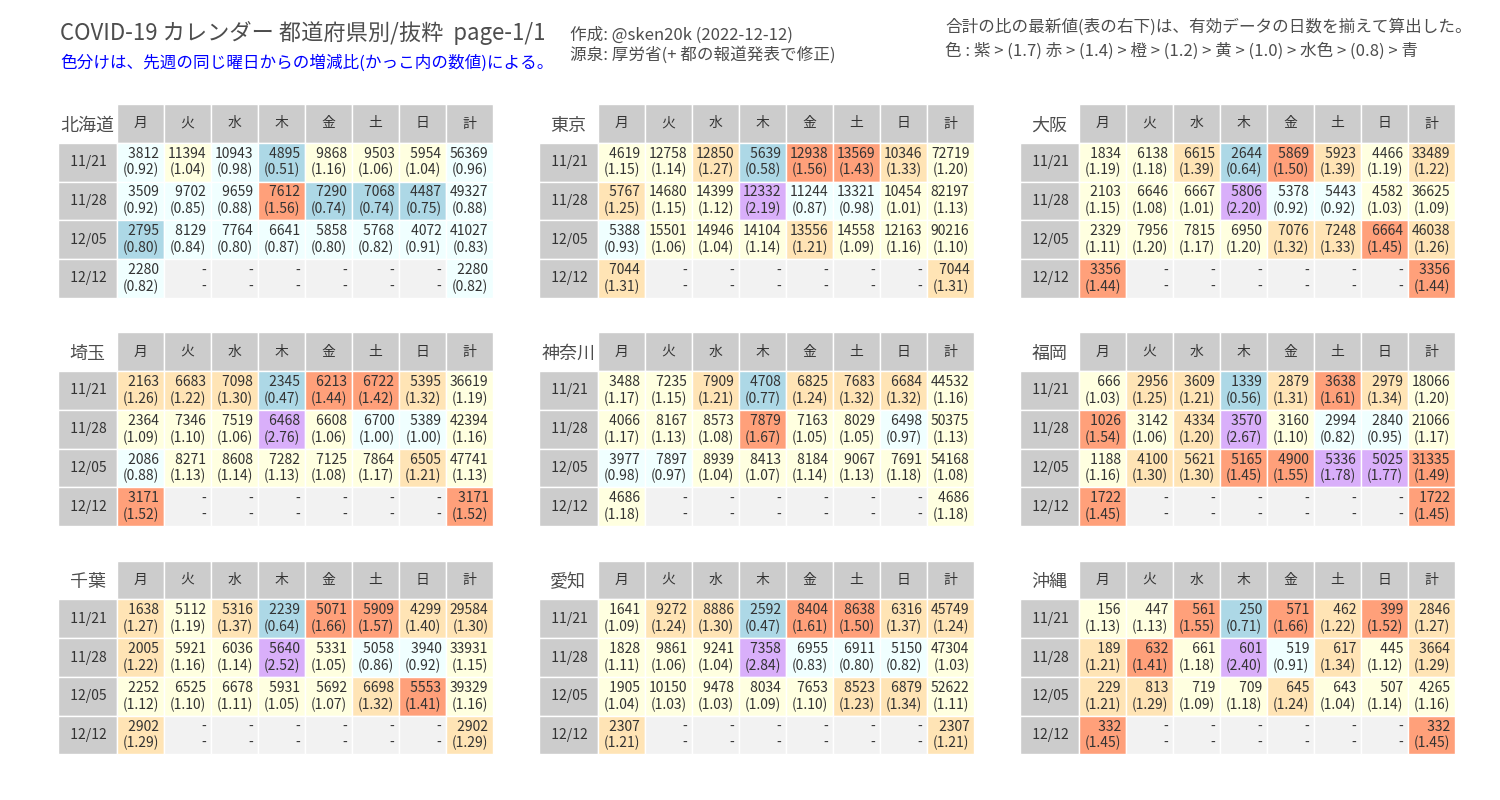 COVID-19 カレンダー 都道府県別/抜粋 page-1/1
色分けは、先週の同じ曜日からの増減比(かっこ内の数値)による。
作成: @sken20k (2022-12-12)
源泉: 厚労省(+ 都の報道発表で修正)
合計の比の最新値(表の右下)は、有効データの日数を揃えて算出した。
色 : 紫 > (1.7) 赤 > (1.4) > 橙 > (1.2) > 黄 > (1.0) > 水色 > (0.8) > 青
北海道 月 火 水 木 金 土 日 計
11/21 3812 11394 10943 4895 9868 9503 5954 56369
(0.92) (1.04) (0.98) (0.51) (1.16) (1.06) (1.04) (0.96)
11/28 3509 9702 9659 7612 7290 7068 4487 49327
(0.92) (0.85) (0.88) (1.56) (0.74) (0.74) (0.75) (0.88)
12/05 2795 8129 7764 6641 5858 5768 4072 41027
(0.80) (0.84) (0.80) (0.87) (0.80) (0.82) (0.91) (0.83)
12/12 2280 - - - - - - 2280
(0.82) - - - - - - (0.82)
東京 月 火 水 木 金 土 日 計
11/21 4619 12758 12850 5639 12938 13569 10346 72719
(1.15) (1.14) (1.27) (0.58) (1.56) (1.43) (1.33) (1.20)
11/28 5767 14680 14399 12332 11244 13321 10454 82197
(1.25) (1.15) (1.12) (2.19) (0.87) (0.98) (1.01) (1.13)
12/05 5388 15501 14946 14104 13556 14558 12163 90216
(0.93) (1.06) (1.04) (1.14) (1.21) (1.09) (1.16) (1.10)
12/12 7044 - - - - - - 7044
(1.31) - - - - - - (1.31)
大阪 月 火 水 木 金 土 日 計
11/21 1834 6138 6615 2644 5869 5923 4466 33489
(1.19) (1.18) (1.39) (0.64) (1.50) (1.39) (1.39) (1.22)
11/28 2103 6646 6667 5806 5378 5443 4582 36625
(1.15) (1.08) (1.01) (2.20) (0.92) (0.92) (1.03) (1.09)
12/05 2329 7956 7815 6950 7076 7248 6664 46038
(1.11) (1.20) (1.17) (1.20) (1.32) (1.33) (1.45) (1.26)
12/12 3356 - - - - - - 3356
(1.44) - - - - - - (1.44)
埼玉 月 火 水 木 金 土 日 計
11/21 2163 6683 7098 2345 6213 6722 5395 36619
(1.26) (1.22) (1.30) (0.47) (1.44) (1.42) (1.32) (1.19)
11/28 2364 7346 7519 6468 6608 6700 5389 42394
(1.09) (1.10) (1.06) (2.76) (1.06) (1.00) (1.00) (1.16)
12/05 2086 8271 8608 7282 7125 7864 6505 47741
(0.88) (1.13) (1.14) (1.13) (1.08) (1.17) (1.21) (1.13)
12/12 3171 - - - - - - 3171
(1.52) - - - - - - (1.52)
神奈川 月 火 水 木 金 土 日 計
11/21 3488 7235 7909 4708 6825 7683 6684 44532
(1.17) (1.15) (1.21) (0.77) (1.24) (1.32) (1.32) (1.16)
11/28 4066 8167 8573 7879 7163 8029 6498 50375
(1.17) (1.13) (1.08) (1.67) (1.05) (1.05) (0.97) (1.13)
12/05 3977 7897 8939 8413 8184 9067 7691 54168
(0.98) (0.97) (1.04) (1.07) (1.14) (1.13) (1.18) (1.08)
12/12 4686 - - - - - - 4686
(1.18) - - - - - - (1.18)
福岡 月 火 水 木 金 土 日 計
11/21 666 2956 3609 1339 2879 3638 2979 18066
(1.03) (1.25) (1.21) (0.56) (1.31) (1.61) (1.34) (1.20)
11/28 1026 3142 4334 3570 3160 2994 2840 21066
(1.54) (1.06) (1.20) (2.67) (1.10) (0.82) (0.95) (1.17)
12/05 1188 4100 5621 5165 4900 5336 5025 31335
(1.16) (1.30) (1.30) (1.45) (1.55) (1.78) (1.77) (1.49)
12/12 1722 - - - - - - 1722
(1.45) - - - - - - (1.45)
千葉 月 火 水 木 金 土 日 計
11/21 1638 5112 5316 2239 5071 5909 4299 29584
(1.27) (1.19) (1.37) (0.64) (1.66) (1.57) (1.40) (1.30)
11/28 2005 5921 6036 5640 5331 5058 3940 33931
(1.22) (1.16) (1.14) (2.52) (1.05) (0.86) (0.92) (1.15)
12/05 2252 6525 6678 5931 5692 6698 5553 39329
(1.12) (1.10) (1.11) (1.05) (1.07) (1.32) (1.41) (1.16)
12/12 2902 - - - - - - 2902
(1.29) - - - - - - (1.29)
愛知 月 火 水 木 金 土 日 計
11/21 1641 9272 8886 2592 8404 8638 6316 45749
(1.09) (1.24) (1.30) (0.47) (1.61) (1.50) (1.37) (1.24)
11/28 1828 9861 9241 7358 6955 6911 5150 47304
(1.11) (1.06) (1.04) (2.84) (0.83) (0.80) (0.82) (1.03)
12/05 1905 10150 9478 8034 7653 8523 6879 52622
(1.04) (1.03) (1.03) (1.09) (1.10) (1.23) (1.34) (1.11)
12/12 2307 - - - - - - 2307
(1.21) - - - - - - (1.21)
沖縄 月 火 水 木 金 土 日 計
11/21 156 447 561 250 571 462 399 2846
(1.13) (1.13) (1.55) (0.71) (1.66) (1.22) (1.52) (1.27)
11/28 189 632 661 601 519 617 445 3664
(1.21) (1.41) (1.18) (2.40) (0.91) (1.34) (1.12) (1.29)
12/05 229 813 719 709 645 643 507 4265
(1.21) (1.29) (1.09) (1.18) (1.24) (1.04) (1.14) (1.16)
12/12 332 - - - - - - 332
(1.45) - - - - - - (1.45)